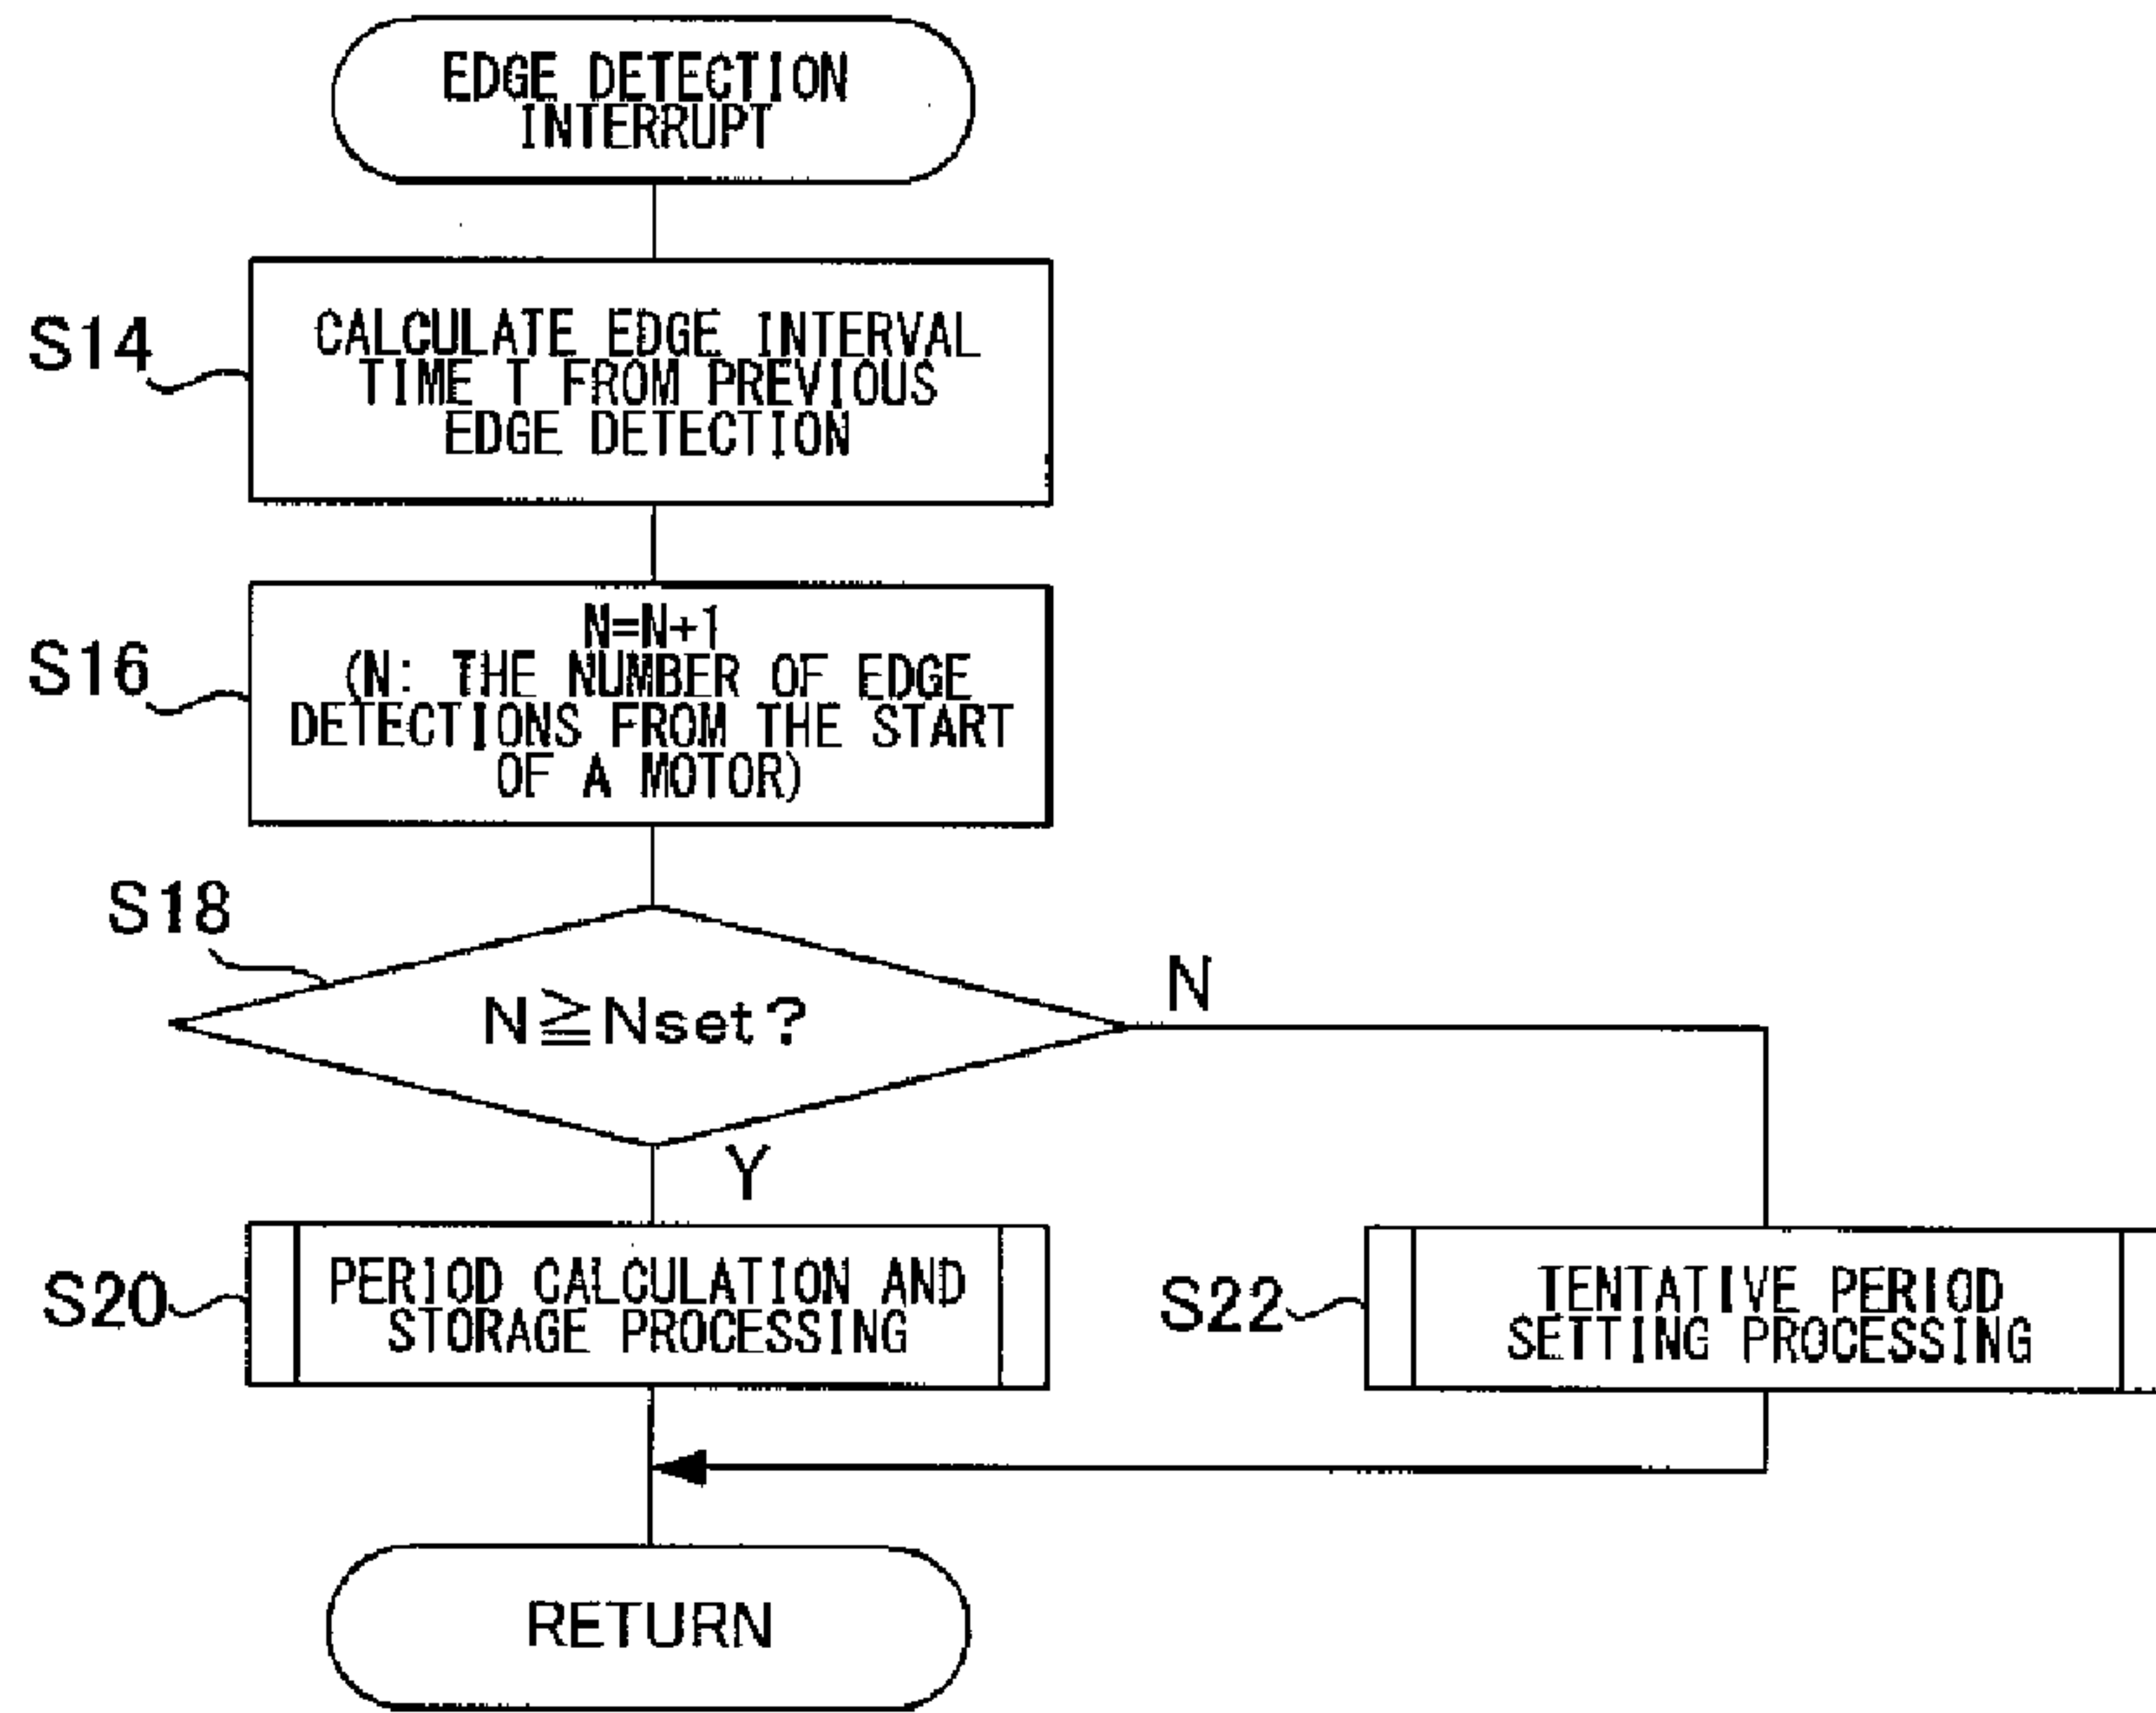 EDGE DETECTION
INTERRUPT
S14
CALCULATE EDGE INTERVAL
TIME T FROM PREVIOUS
EDGE DETECTION
S16
N=N+1
(N: THE NUMBER OF EDGE
DETECTIONS FROM THE START
OF A MOTOR)
S18
N≧Nset?
N
Y
S20
PERIOD CALCULATION AND
STORAGE PROCESSING
S22
TENTATIVE PERIOD
SETTING PROCESSING
RETURN